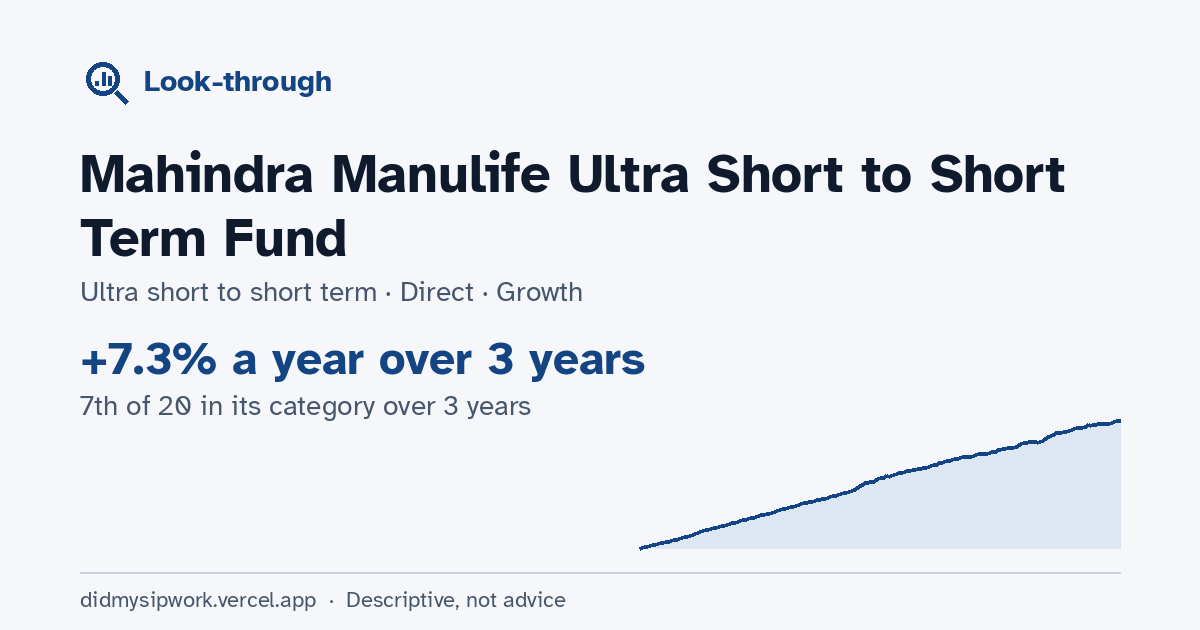 Look-through
Mahindra Manulife Ultra Short to Short
Term Fund
Ultra short to short term · Direct · Growth
+7.3% a year over 3 years
7th of 20 in its category over 3 years
didmysipwork.vercel.app · Descriptive, not advice